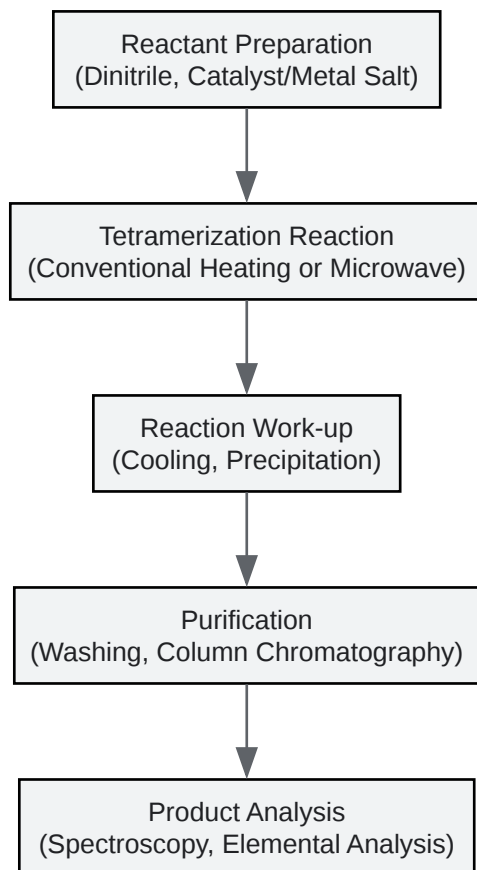 Reactant Preparation
(Dinitrile, Catalyst/Metal Salt)
Tetramerization Reaction
(Conventional Heating or Microwave)
Reaction Work-up
(Cooling, Precipitation)
Purification
(Washing, Column Chromatography)
Product Analysis
(Spectroscopy, Elemental Analysis)